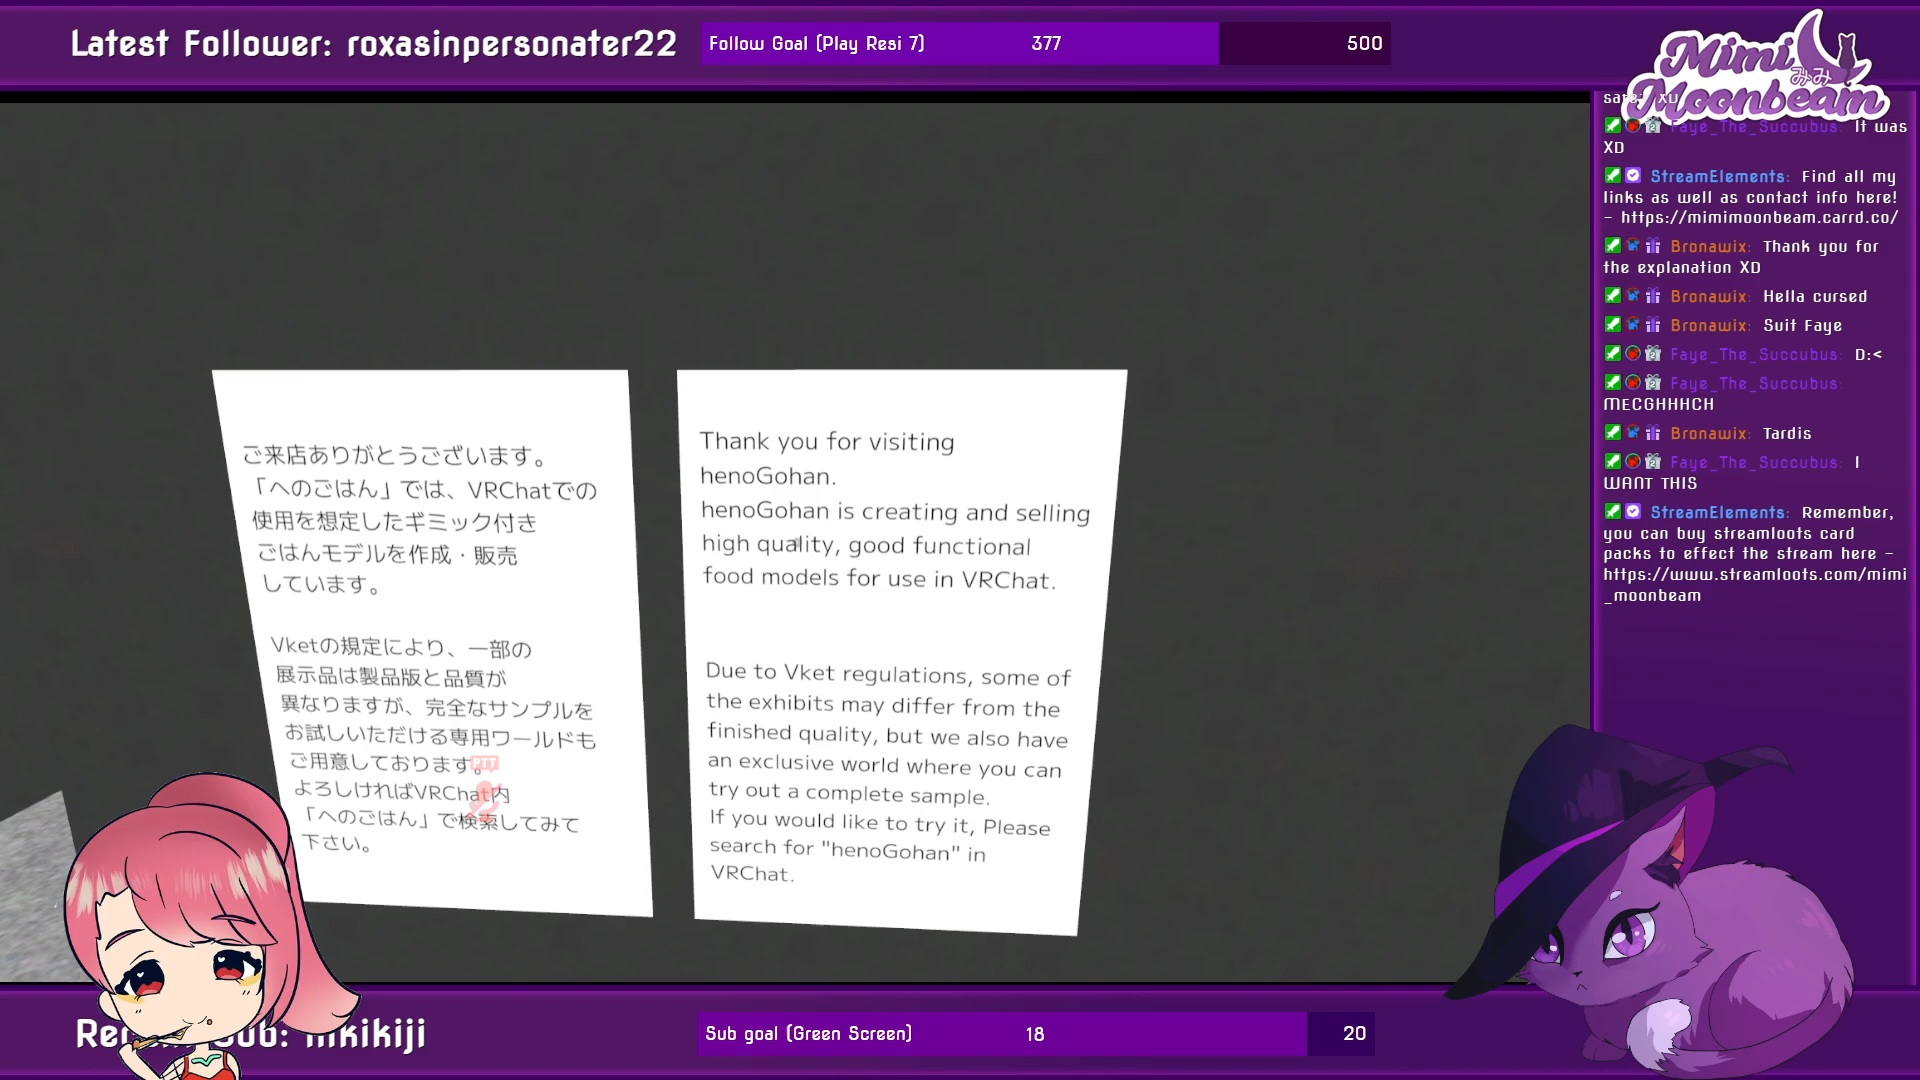 Latest Follower: roxasinpersonater22
Follow Goal (Play Resi 7) 377 500
Mimi
みみ
Moonbeam
XD
Faye_The_Succubus: It was
XD
StreamElements: Find all my
links as well as contact info here!
- https://mimimoonbeam.carrd.co/
Bronawix: Thank you for
the explanation XD
Bronawix: Hella cursed
Bronawix: Suit Faye
Faye_The_Succubus: D:<
Faye_The_Succubus:
MECGHHHCH
Bronawix: Tardis
Faye_The_Succubus: I
WANT THIS
StreamElements: Remember,
you can buy streamloots card
packs to effect the stream here -
https://www.streamloots.com/mimi
_moonbeam
ご来店ありがとうございます。
「へのごはん」では、VRChatでの
使用を想定したギミック付き
ごはんモデルを作成・販売
しています。
Vketの規定により、一部の
展示品は製品版と品質が
異なりますが、完全なサンプルを
お試しいただける専用ワールドも
ご用意しております。
よろしければVRChat内
「へのごはん」で検索してみて
下さい。
PTT
Thank you for visiting
henoGohan.
henoGohan is creating and selling
high quality, good functional
food models for use in VRChat.
Due to Vket regulations, some of
the exhibits may differ from the
finished quality, but we also have
an exclusive world where you can
try out a complete sample.
If you would like to try it, Please
search for "henoGohan" in
VRChat.
Sub goal (Green Screen) 18 20